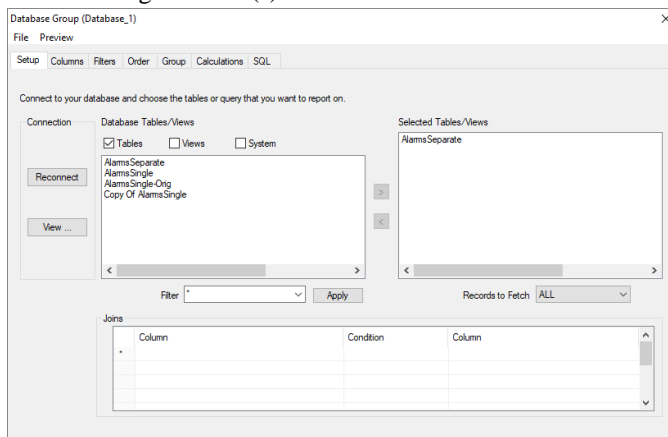 Database Group (Database_1)
File Preview
Setup Columns Filters Order Group Calculations SQL
Connect to your database and choose the tables or query that you want to report on.
Connection
Reconnect
View ...
Database Tables/Views
Tables Views System
AlarmsSeparate
AlarmsSingle
AlarmsSingle-Orig
Copy Of AlarmsSingle
>
<
Selected Tables/Views
AlarmsSeparate
Filter * Apply
Records to Fetch ALL
Joins
Column Condition Column
*